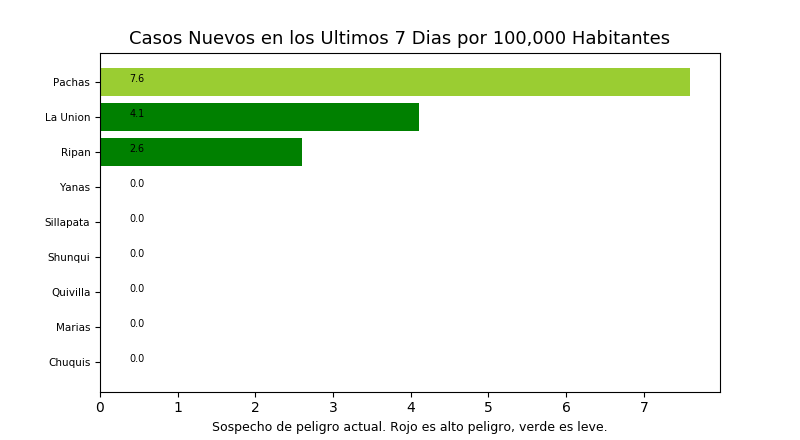 Casos Nuevos en los Ultimos 7 Dias por 100,000 Habitantes
Pachas 7.6
La Union 4.1
Ripan 2.6
Yanas 0.0
Sillapata 0.0
Shunqui 0.0
Quivilla 0.0
Marias 0.0
Chuquis 0.0
0 1 2 3 4 5 6 7
Sospecho de peligro actual. Rojo es alto peligro, verde es leve.